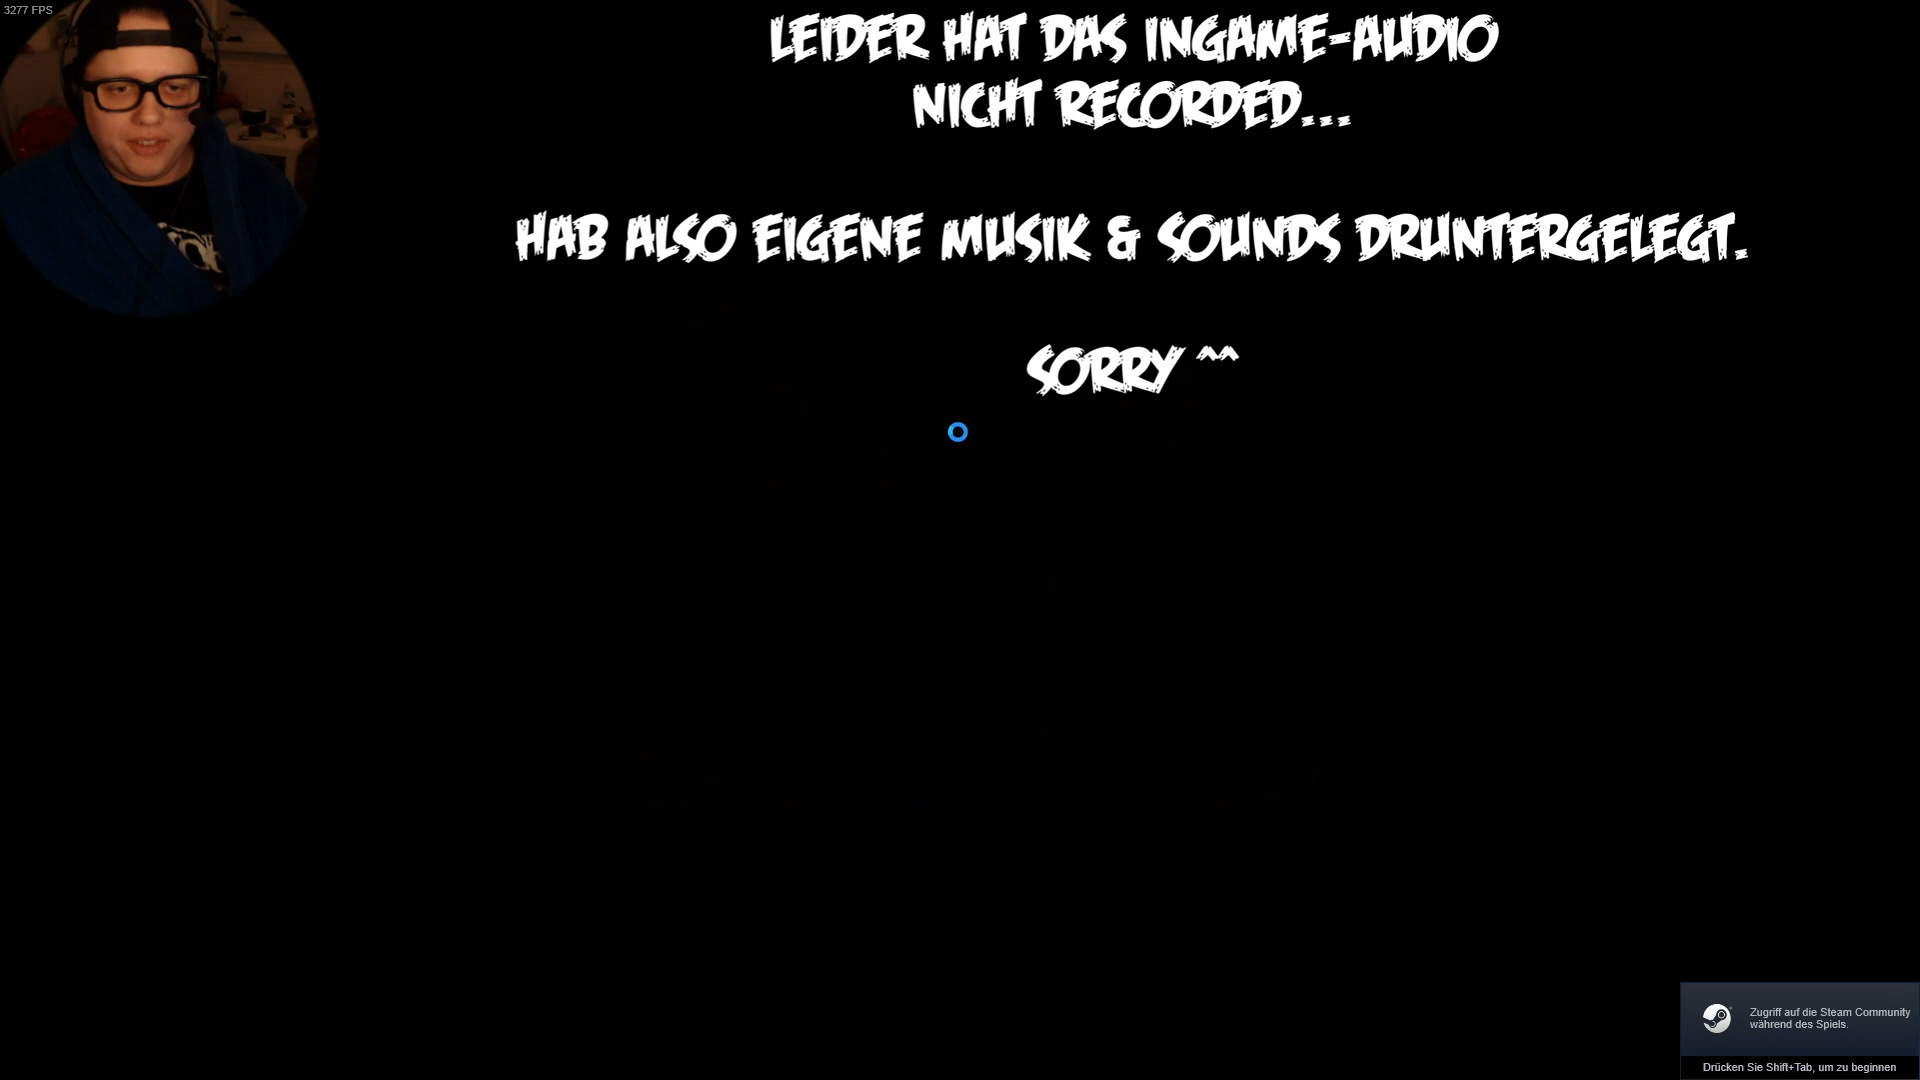 3277 FPS
LEIDER HAT DAS INGAME-AUDIO
NICHT RECORDED...
HAB ALSO EIGENE MUSIK & SOUNDS DRUNTERGELEGT.
SORRY ^^
Zugriff auf die Steam Community
während des Spiels.
Drücken Sie Shift+Tab, um zu beginnen